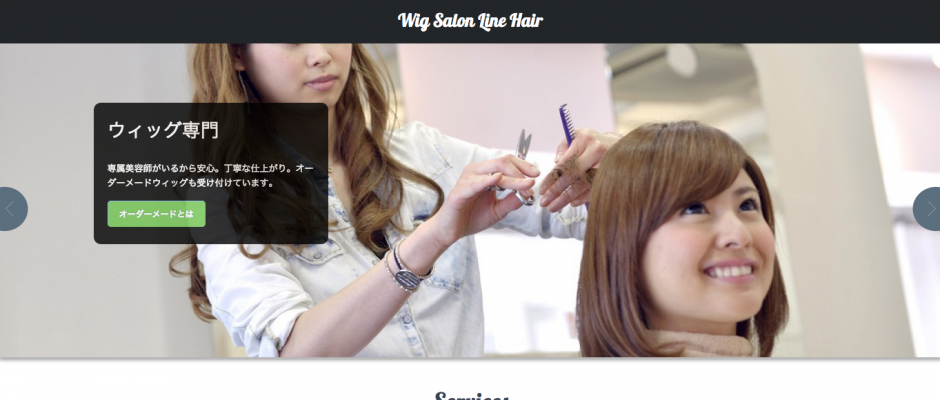 Wig Salon Line Hair
ウィッグ専門
専属美容師がいるから安心。丁寧な仕上がり。オー
ダーメードウィッグも受け付けています。
オーダーメードとは
Services